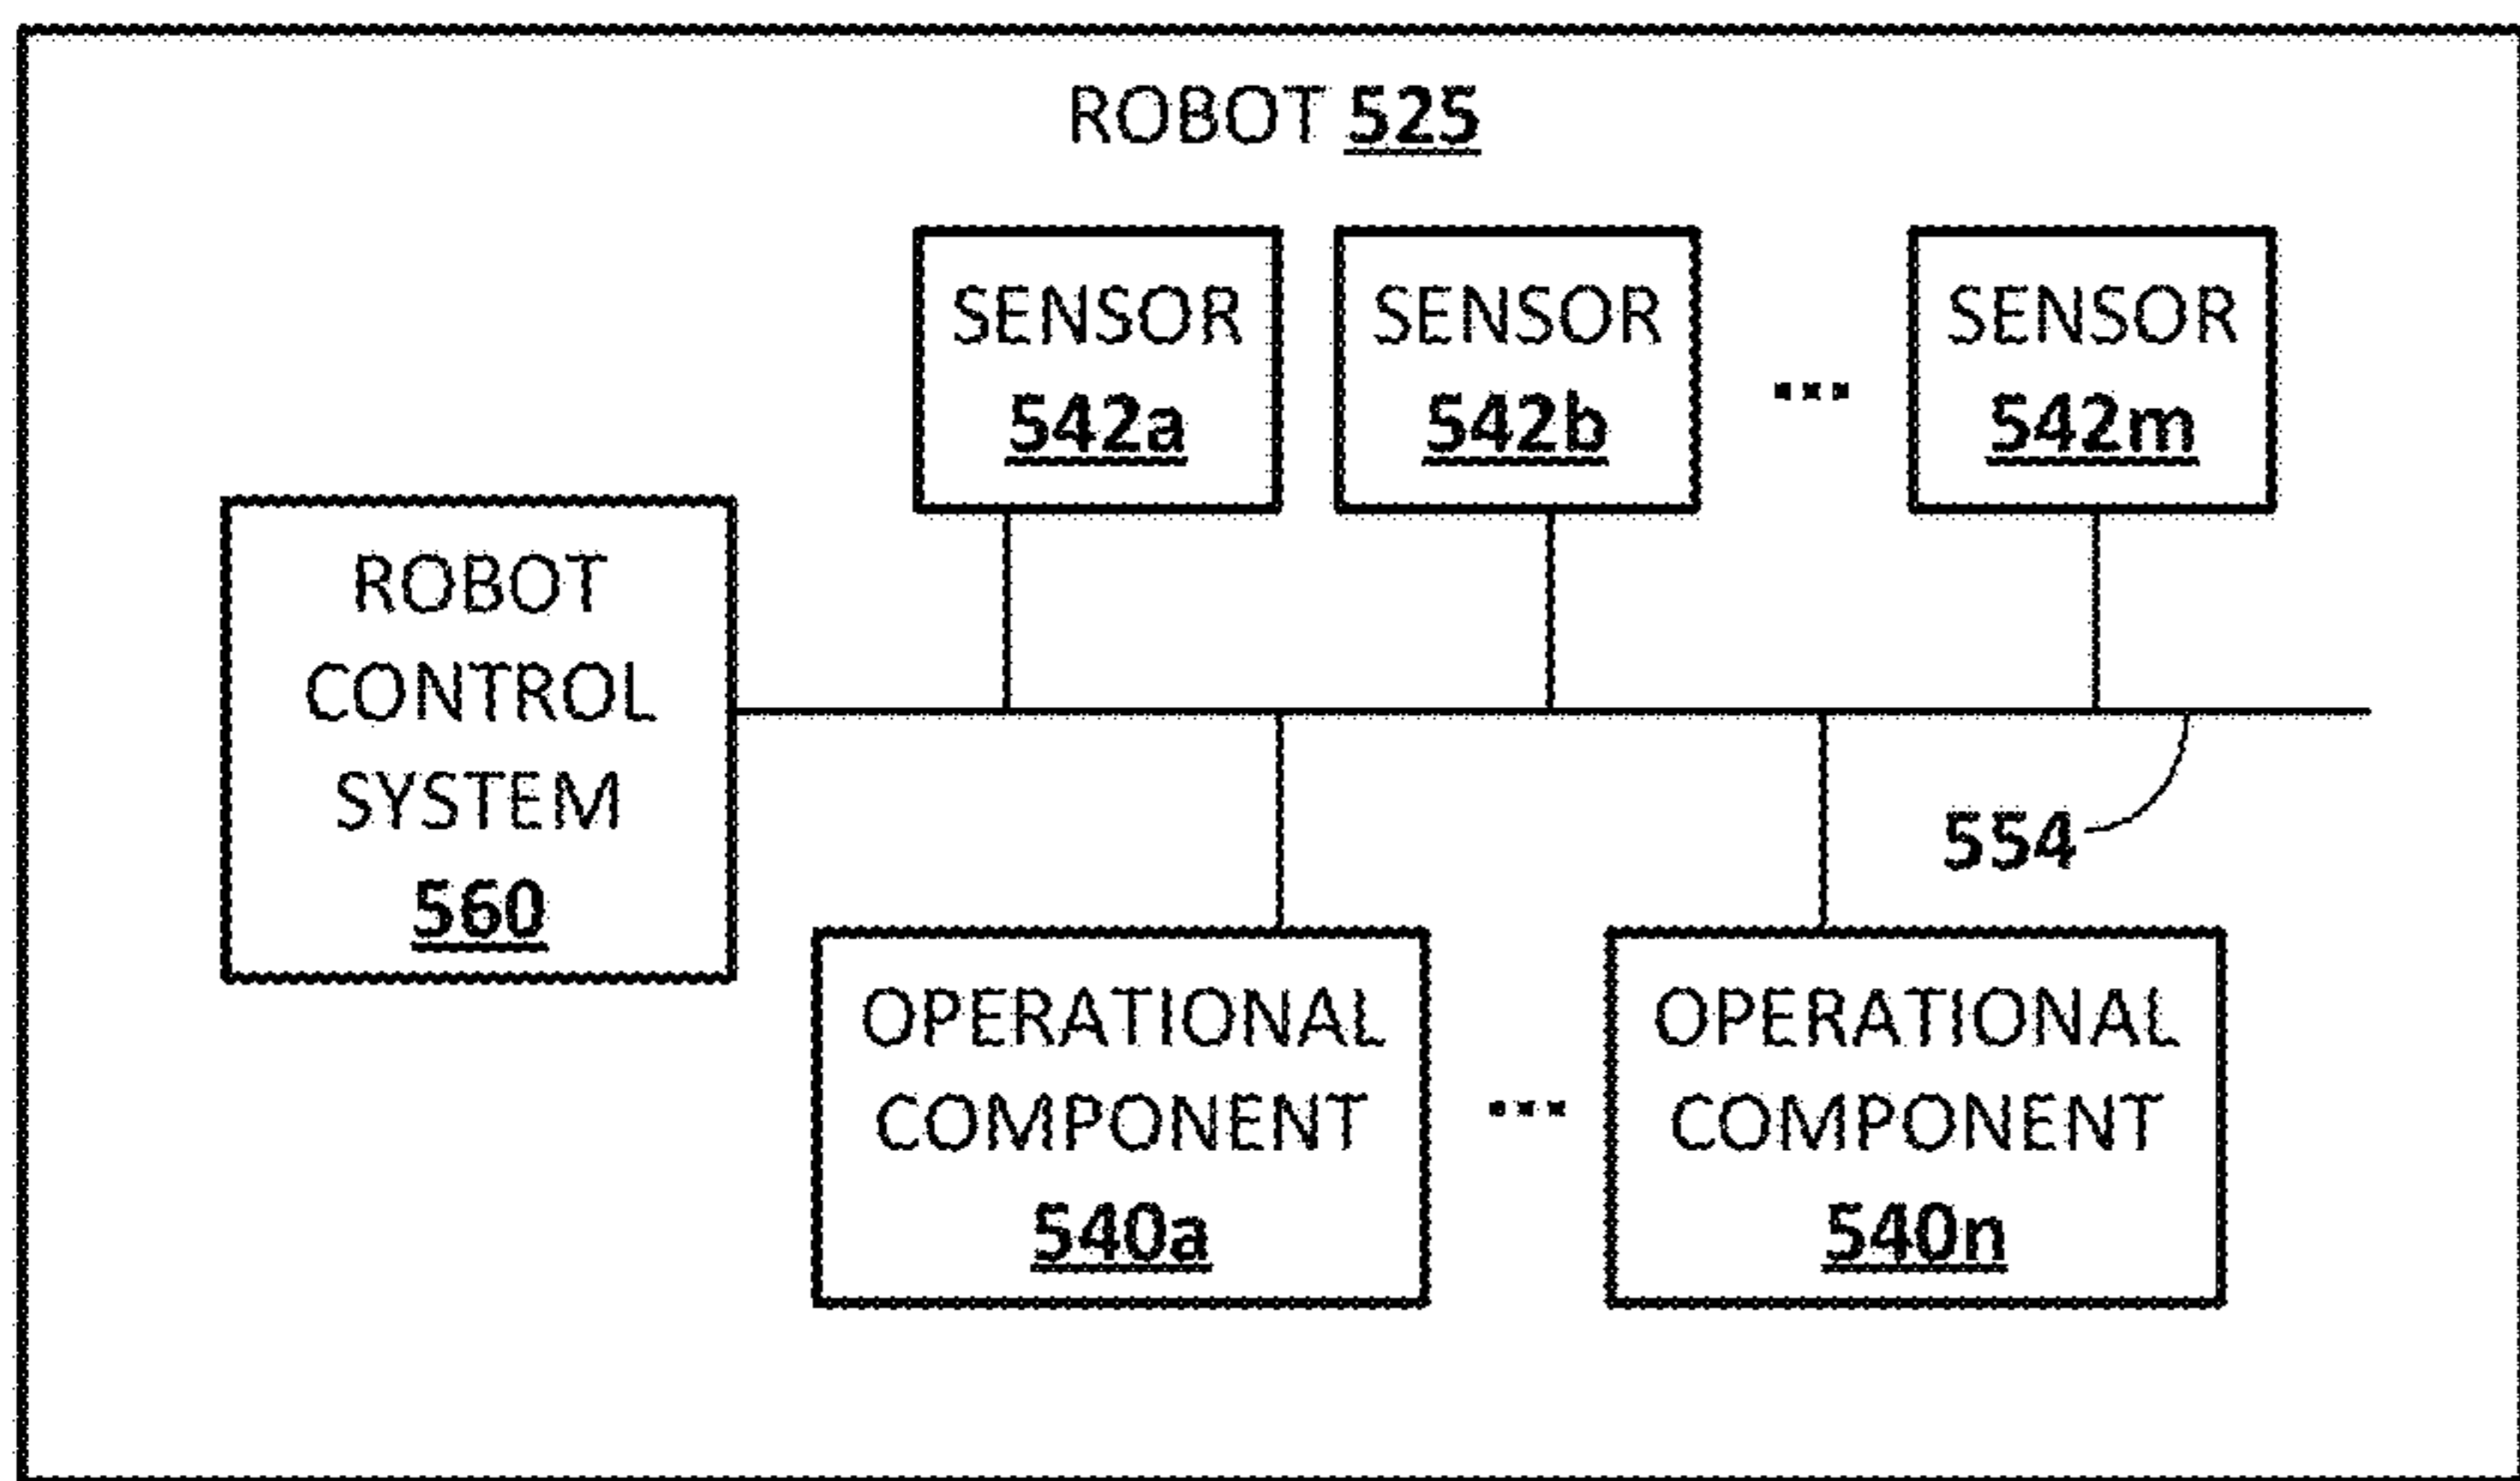 ROBOT 525
SENSOR
542a
SENSOR
542b
...
SENSOR
542m
ROBOT
CONTROL
SYSTEM
560
554
OPERATIONAL
COMPONENT
540a
...
OPERATIONAL
COMPONENT
540n